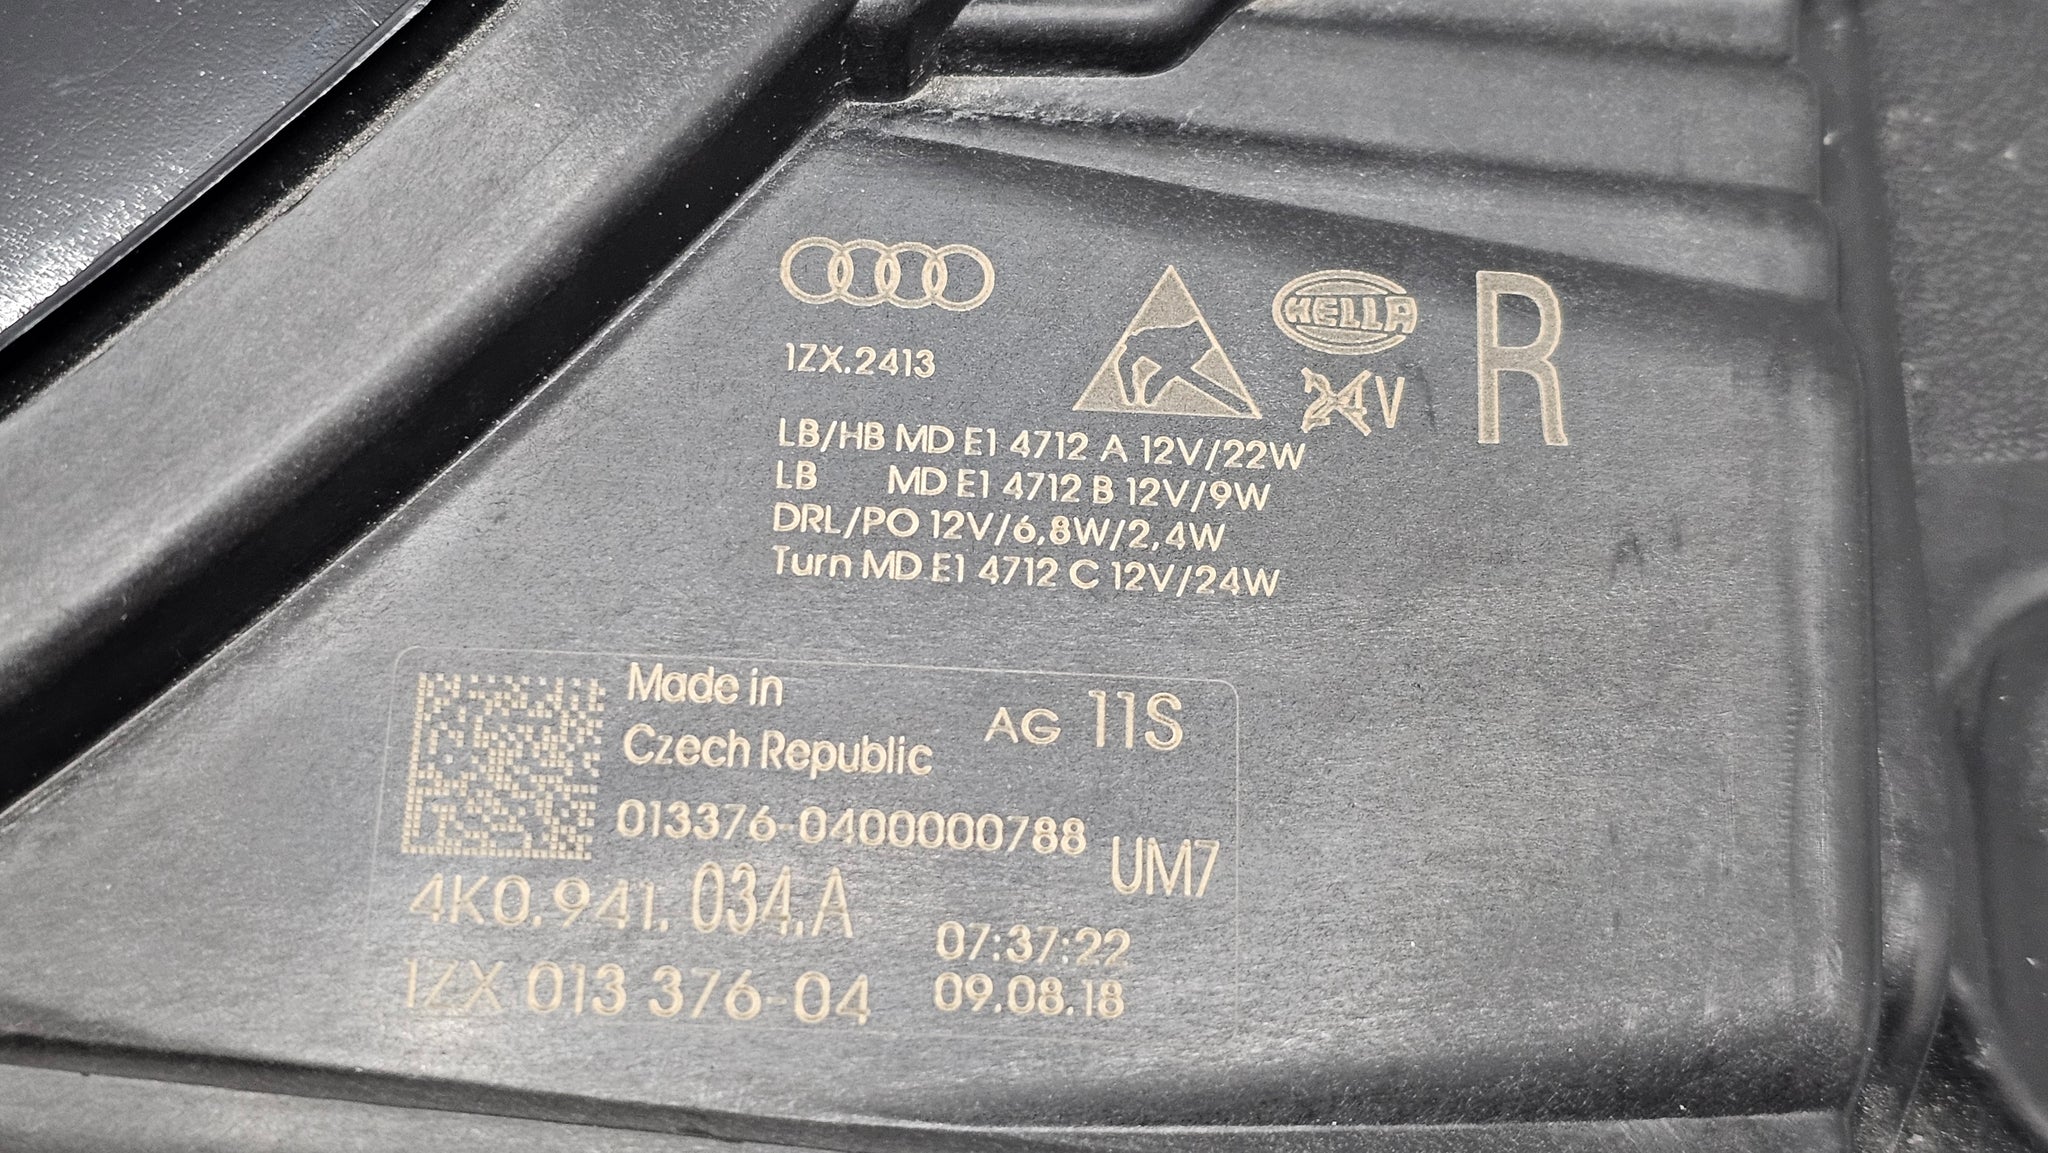 HELLA
R
1ZX.2413
24V
LB/HB MD E1 4712 A 12V/22W
LB MD E1 4712 B 12V/9W
DRL/PO 12V/6,8W/2,4W
Turn MD E1 4712 C 12V/24W
Made in
Czech Republic
AG 11S
013376-0400000788
UM7
4K0.941.034.A
07:37:22
1ZX 013 376-04
09.08.18